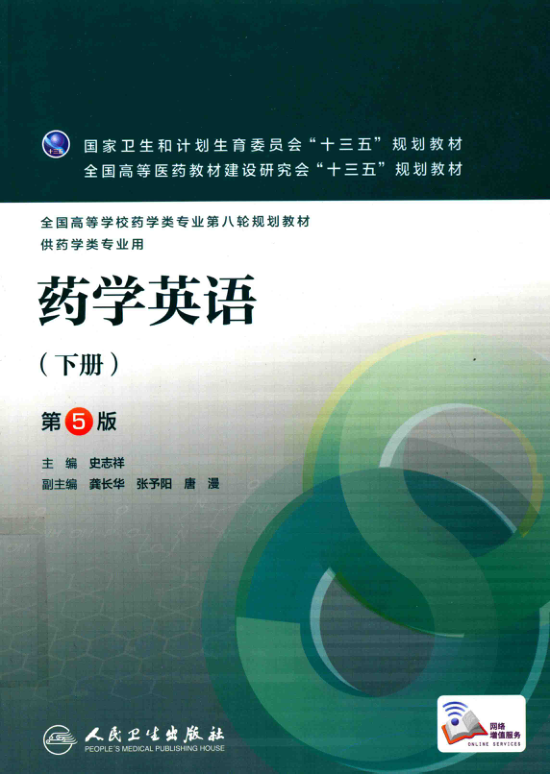 国家卫生和计划生育委员会“十三五”规划教材
全国高等医药教材建设研究会“十三五”规划教材
全国高等学校药学类专业第八轮规划教材
供药学类专业用
药学英语
（下册）
第5版
主 编 史志祥
副主编 龚长华 张予阳 唐 漫
人民卫生出版社
PEOPLE'S MEDICAL PUBLISHING HOUSE
网络
增值服务
ONLINE SERVICES